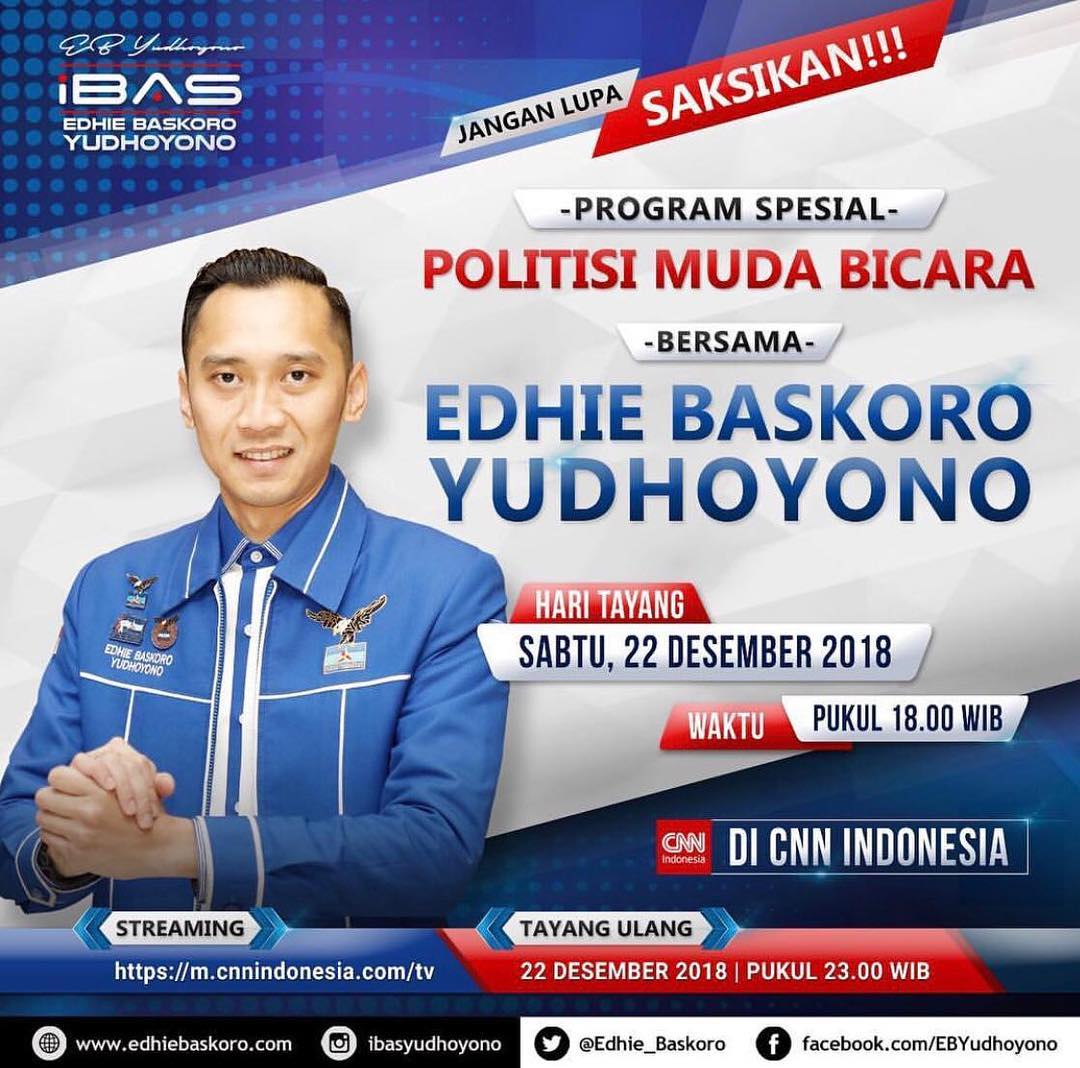 EB Yudhoyono
iBAS
EDHIE BASKORO
YUDHOYONO
JANGAN LUPA
SAKSIKAN!!!
-PROGRAM SPESIAL-
POLITISI MUDA BICARA
-BERSAMA-
EDHIE BASKORO
YUDHOYONO
EDHIE BASKORO
YUDHOYONO
HARI TAYANG
SABTU, 22 DESEMBER 2018
WAKTU
PUKUL 18.00 WIB
CNN
Indonesia
DI CNN INDONESIA
STREAMING
https://m.cnnindonesia.com/tv
TAYANG ULANG
22 DESEMBER 2018 | PUKUL 23.00 WIB
www.edhiebaskoro.com
ibasyudhoyono
@Edhie_Baskoro
facebook.com/EBYudhoyono